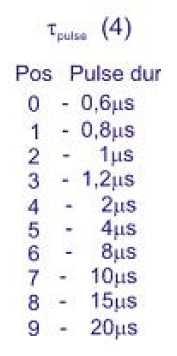 τpulse (4)
Pos Pulse dur
0 - 0,6µs
1 - 0,8µs
2 - 1µs
3 - 1,2µs
4 - 2µs
5 - 4µs
6 - 8µs
7 - 10µs
8 - 15µs
9 - 20µs